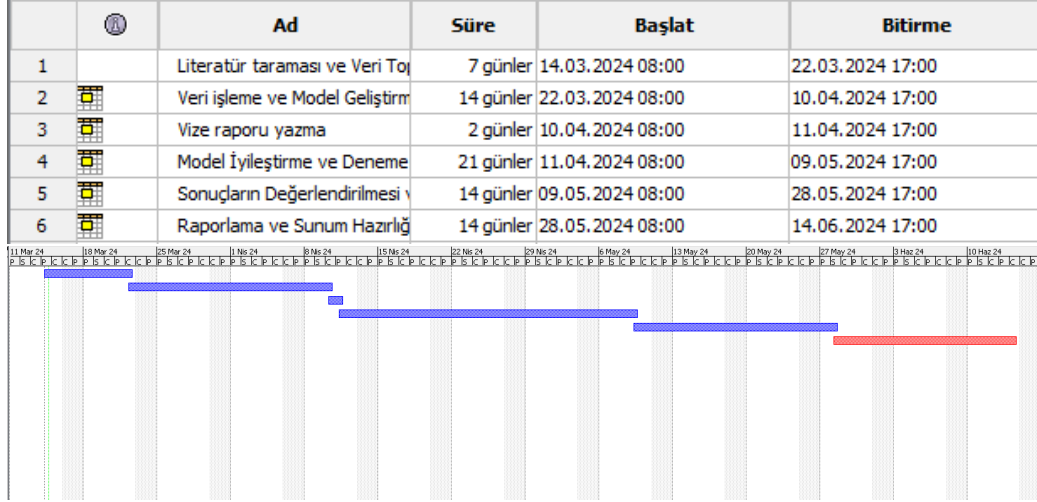 Ad Süre Başlat Bitirme
1 Literatür taraması ve Veri Top 7 günler 14.03.2024 08:00 22.03.2024 17:00
2 Veri işleme ve Model Geliştirm 14 günler 22.03.2024 08:00 10.04.2024 17:00
3 Vize raporu yazma 2 günler 10.04.2024 08:00 11.04.2024 17:00
4 Model İyileştirme ve Deneme 21 günler 11.04.2024 08:00 09.05.2024 17:00
5 Sonuçların Değerlendirilmesi 14 günler 09.05.2024 08:00 28.05.2024 17:00
6 Raporlama ve Sunum Hazırlığ 14 günler 28.05.2024 08:00 14.06.2024 17:00
11 Mar 24 18 Mar 24 25 Mar 24 1 Nis 24 8 Nis 24 15 Nis 24 22 Nis 24 29 Nis 24 6 May 24 13 May 24 20 May 24 27 May 24 3 Haz 24 10 Haz 24